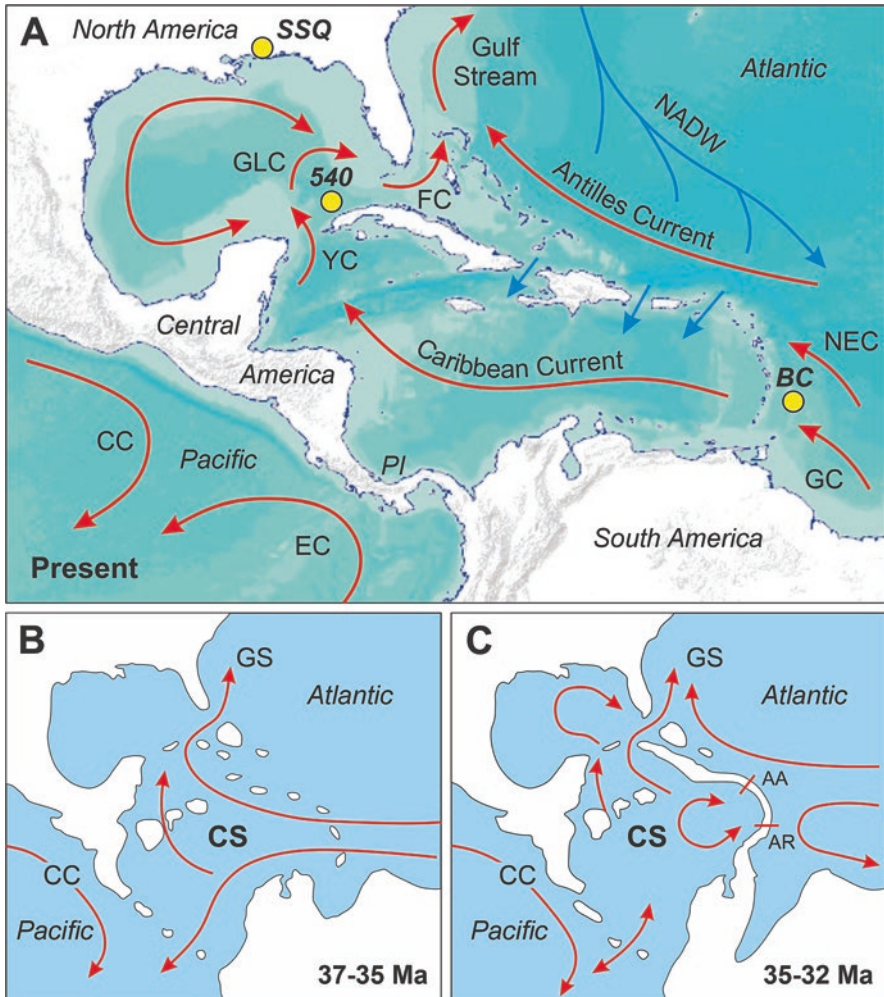 A
North America
SSQ
Gulf
Stream
Atlantic
NADW
GLC
540
FC
Antilles Current
YC
Central
America
Caribbean Current
NEC
BC
CC
Pacific
PI
GC
EC
South America
Present
B
GS
Atlantic
CS
CC
Pacific
37-35 Ma
C
GS
Atlantic
AA
CS
AR
CC
Pacific
35-32 Ma